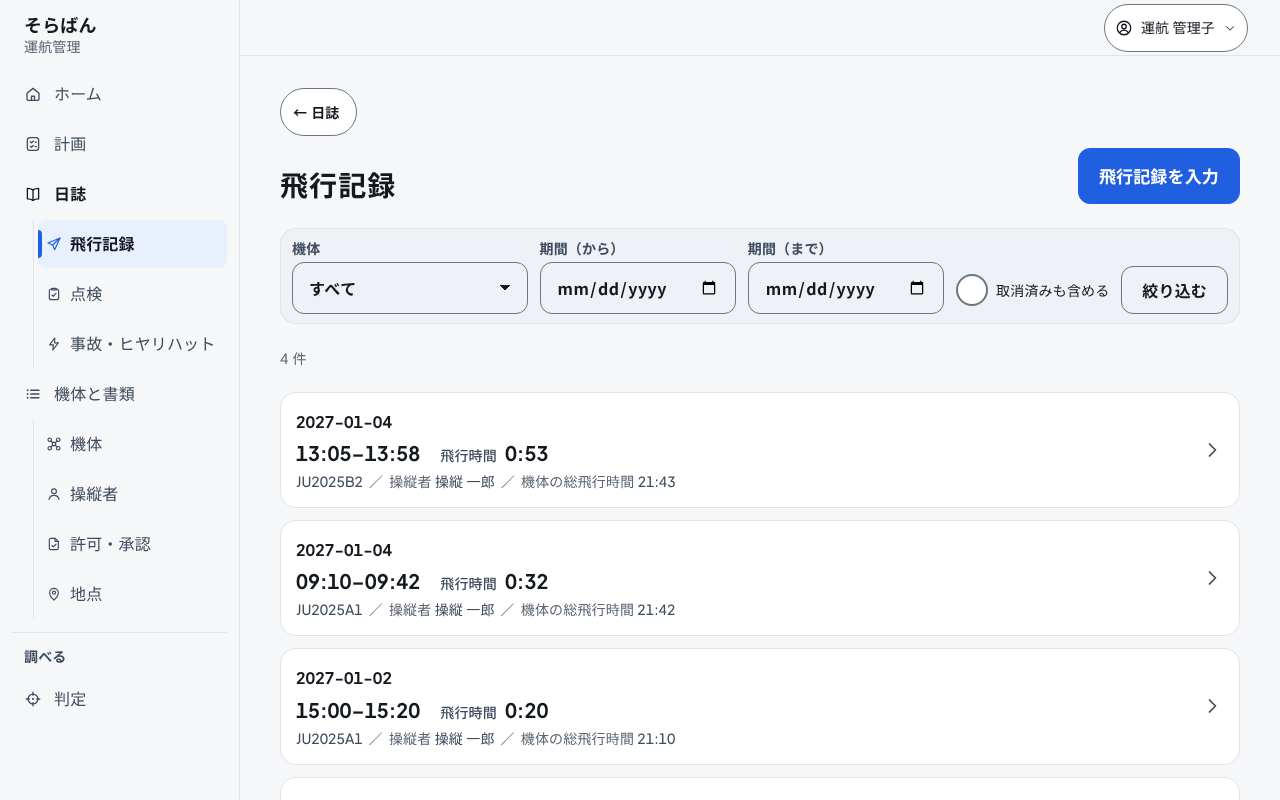 そらばん
運航管理
運航 管理子
ホーム
計画
日誌
飛行記録
点検
事故・ヒヤリハット
機体と書類
機体
操縦者
許可・承認
地点
調べる
判定
← 日誌
飛行記録
飛行記録を入力
機体
期間（から）
期間（まで）
すべて
mm/dd/yyyy
mm/dd/yyyy
取消済みも含める
絞り込む
4 件
2027-01-04
13:05–13:58 飛行時間 0:53
JU2025B2 ／ 操縦者 操縦 一郎 ／ 機体の総飛行時間 21:43
2027-01-04
09:10–09:42 飛行時間 0:32
JU2025A1 ／ 操縦者 操縦 一郎 ／ 機体の総飛行時間 21:42
2027-01-02
15:00–15:20 飛行時間 0:20
JU2025A1 ／ 操縦者 操縦 一郎 ／ 機体の総飛行時間 21:10